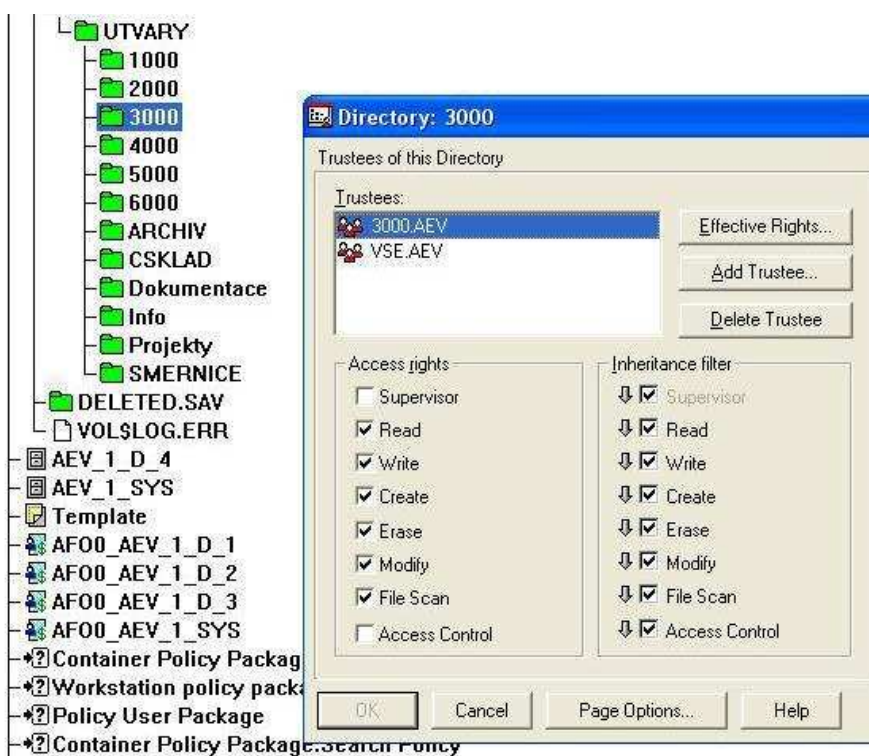 UTVARY
1000
2000
3000
4000
5000
6000
ARCHIV
CSKLAD
Dokumentace
Info
Projekty
SMERNICE
DELETED.SAV
VOL$LOG.ERR
AEV_1_D_4
AEV_1_SYS
Template
AFO0_AEV_1_D_1
AFO0_AEV_1_D_2
AFO0_AEV_1_D_3
AFO0_AEV_1_SYS
Container Policy Packag
Workstation policy packa
Policy User Package
Container Policy Package:Search Policy
Directory: 3000
Trustees of this Directory
Trustees:
3000.AEV
VSE.AEV
Effective Rights...
Add Trustee...
Delete Trustee
Access rights
Supervisor
Read
Write
Create
Erase
Modify
File Scan
Access Control
Inheritance filter
Supervisor
Read
Write
Create
Erase
Modify
File Scan
Access Control
OK
Cancel
Page Options...
Help